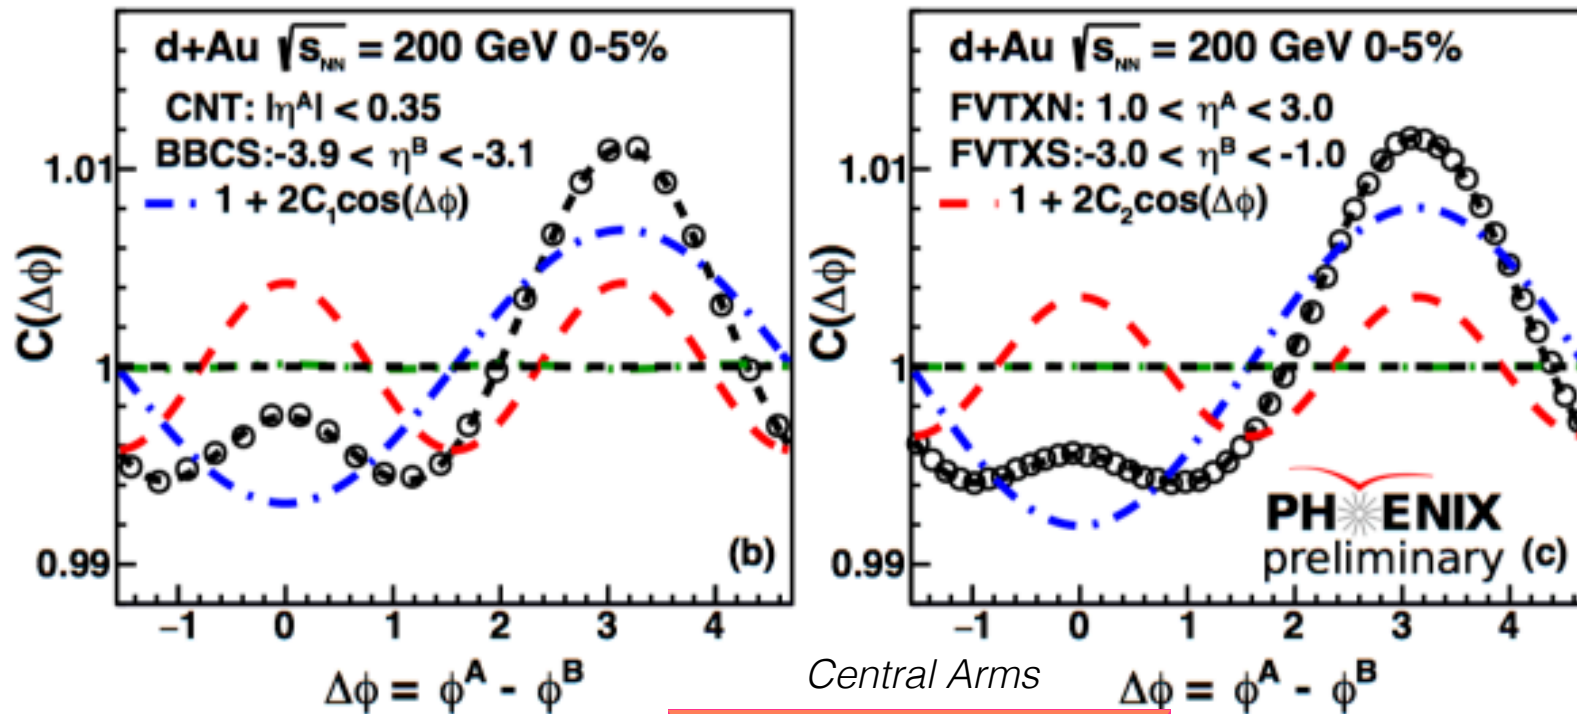 d+Au √s_NN = 200 GeV 0-5%
CNT: |η^A| < 0.35
BBCS:-3.9 < η^B < -3.1
1 + 2C_1cos(Δϕ)
C(Δϕ)
1.01
1
0.99
(b)
−1 0 1 2 3 4
Δϕ = ϕ^A - ϕ^B
d+Au √s_NN = 200 GeV 0-5%
FVTXN: 1.0 < η^A < 3.0
FVTXS:-3.0 < η^B < -1.0
1 + 2C_2cos(Δϕ)
C(Δϕ)
1.01
1
0.99
PHENIX
preliminary
(c)
−1 0 1 2 3 4
Δϕ = ϕ^A - ϕ^B
Central Arms